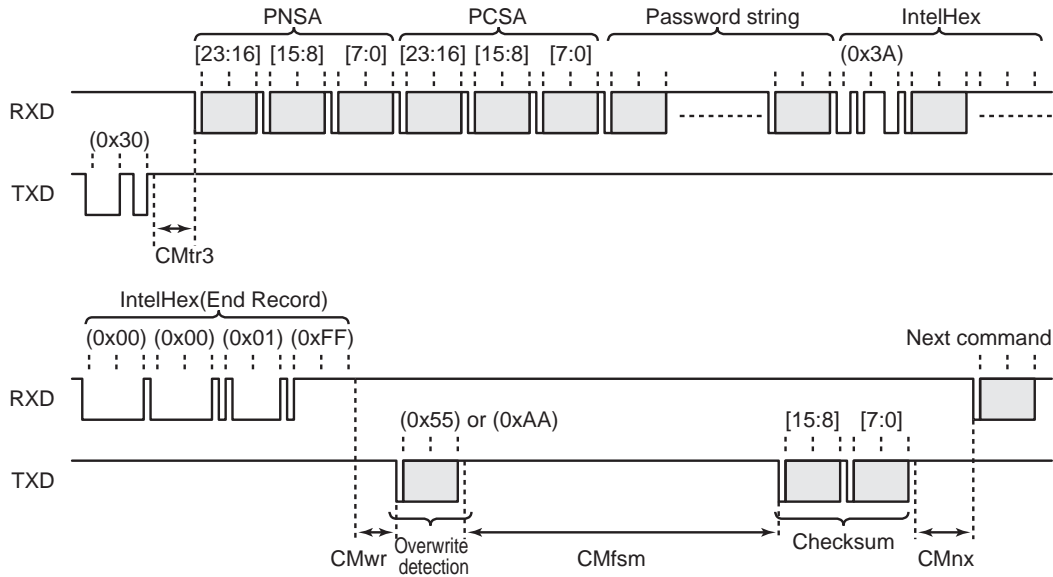 PNSA PCSA Password string IntelHex
[23:16] [15:8] [7:0] [23:16] [15:8] [7:0] (0x3A)
RXD
(0x30)
TXD
CMtr3
IntelHex(End Record)
(0x00) (0x00) (0x01) (0xFF) Next command
RXD
(0x55) or (0xAA) [15:8] [7:0]
TXD
CMwr Overwrite detection CMfsm Checksum CMnx